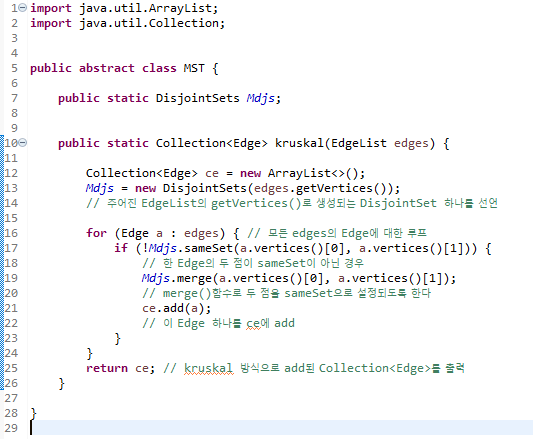 1 import java.util.ArrayList;
2 import java.util.Collection;
3
4
5 public abstract class MST {
6
7     public static DisjointSets Mdjs;
8
9
10     public static Collection<Edge> kruskal(EdgeList edges) {
11
12         Collection<Edge> ce = new ArrayList<>();
13         Mdjs = new DisjointSets(edges.getVertices());
14         // 주어진 EdgeList의 getVertices()로 생성되는 DisjointSet 하나를 선언
15
16         for (Edge a : edges) { // 모든 edges의 Edge에 대한 루프
17             if (!Mdjs.sameSet(a.vertices()[0], a.vertices()[1])) {
18                 // 한 Edge의 두 점이 sameSet이 아닌 경우
19                 Mdjs.merge(a.vertices()[0], a.vertices()[1]);
20                 // merge()함수로 두 점을 sameSet으로 설정되도록 한다
21                 ce.add(a);
22                 // 이 Edge 하나를 ce에 add
23             }
24         }
25         return ce; // kruskal 방식으로 add된 Collection<Edge>를 출력
26     }
27
28 }
29